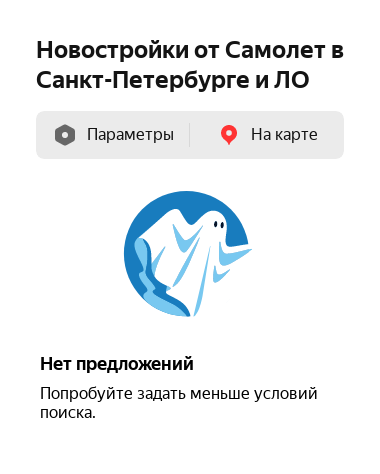 Новостройки от Самолет в
Санкт-Петербурге и ЛО
Параметры
На карте
Нет предложений
Попробуйте задать меньше условий
поиска.